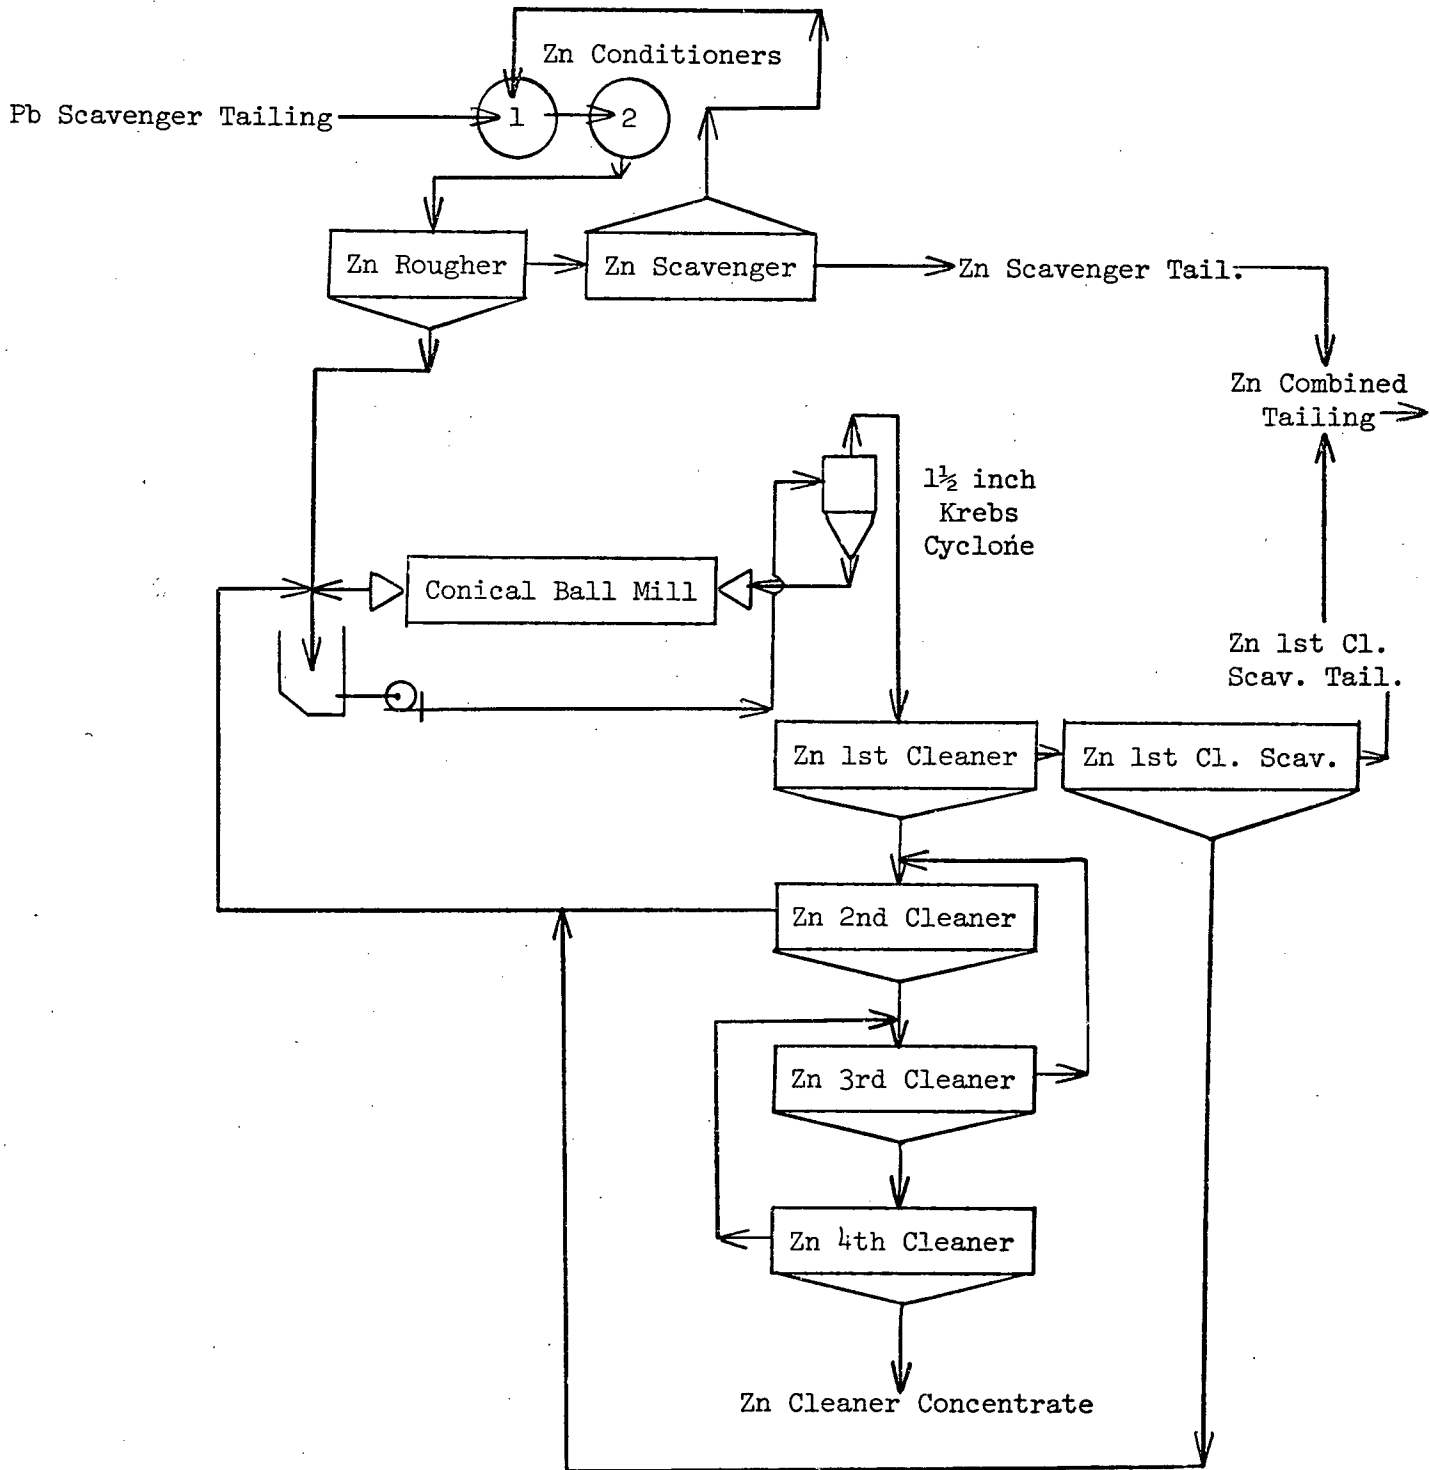 Zn Conditioners
Pb Scavenger Tailing
1
2
Zn Rougher
Zn Scavenger
Zn Scavenger Tail.
Zn Combined
Tailing
1½ inch
Krebs
Cyclone
Conical Ball Mill
Zn 1st Cl.
Scav. Tail.
Zn 1st Cleaner
Zn 1st Cl. Scav.
Zn 2nd Cleaner
Zn 3rd Cleaner
Zn 4th Cleaner
Zn Cleaner Concentrate